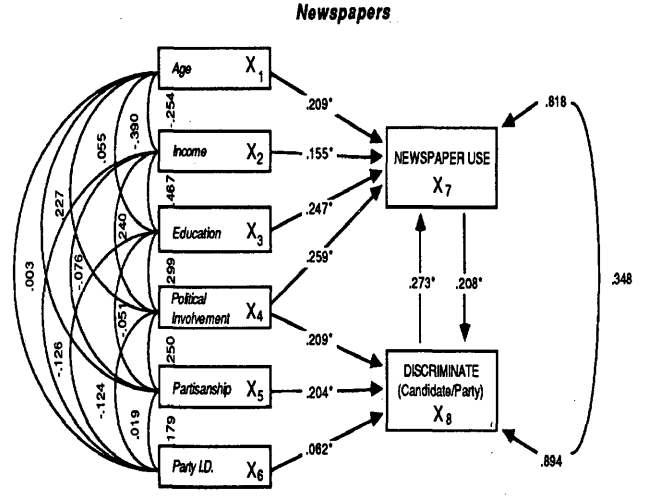 Newspapers
Age X1
Income X2
Education X3
Political
Involvement X4
Partisanship X5
Party I.D. X6
-.254
-.390
.055
.227
.003
.467
.240
-.076
-.126
.299
-.051
-.124
.250
.019
.179
.209*
.155*
.247*
.259*
.209*
.204*
.062*
NEWSPAPER USE
X7
.273*
.208*
DISCRIMINATE
(Candidate/Party)
X8
.818
.348
.894